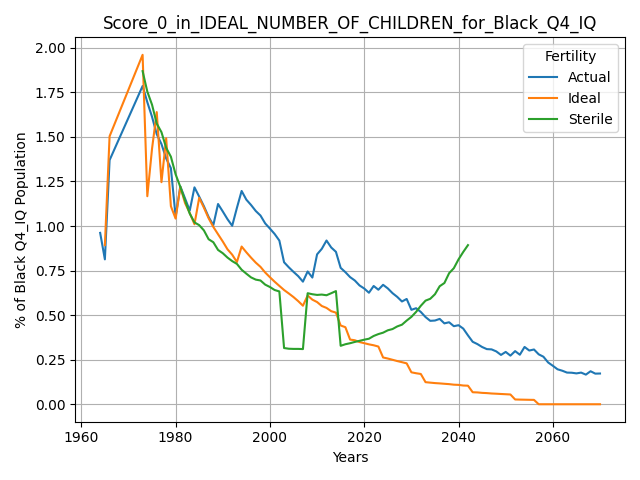 Score_0_in_IDEAL_NUMBER_OF_CHILDREN_for_Black_Q4_IQ
Fertility
Actual
Ideal
Sterile
% of Black Q4_IQ Population
2.00
1.75
1.50
1.25
1.00
0.75
0.50
0.25
0.00
1960
1980
2000
2020
2040
2060
Years